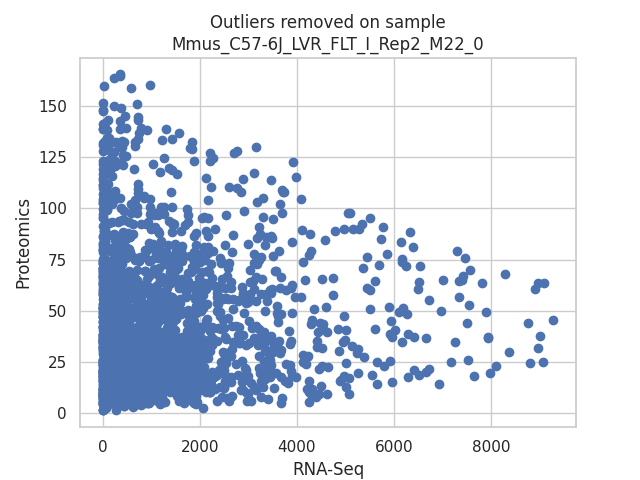 Outliers removed on sample
Mmus_C57-6J_LVR_FLT_I_Rep2_M22_0
150
125
100
75
50
25
0
Proteomics
0 2000 4000 6000 8000
RNA-Seq